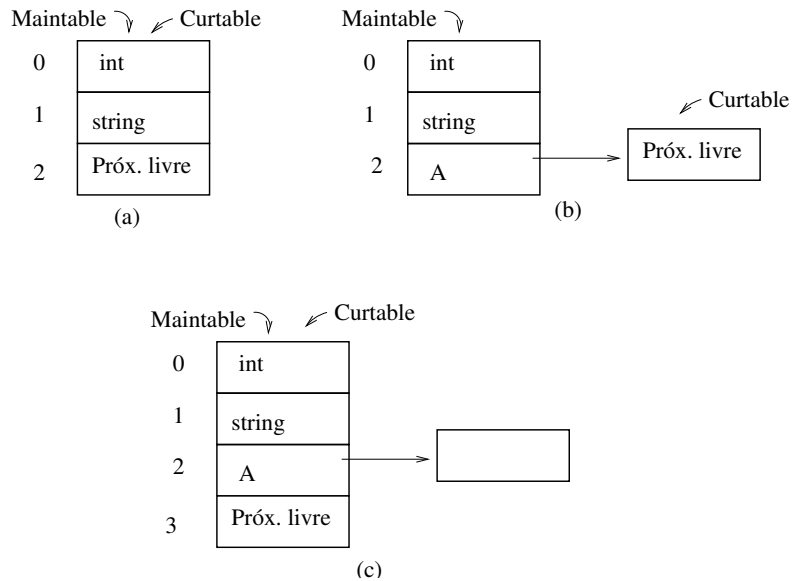 Maintable Curtable
0 int
1 string
2 Próx. livre
(a)
Maintable
0 int
Curtable
1 string
2 A Próx. livre
(b)
Maintable Curtable
0 int
1 string
2 A
3 Próx. livre
(c)